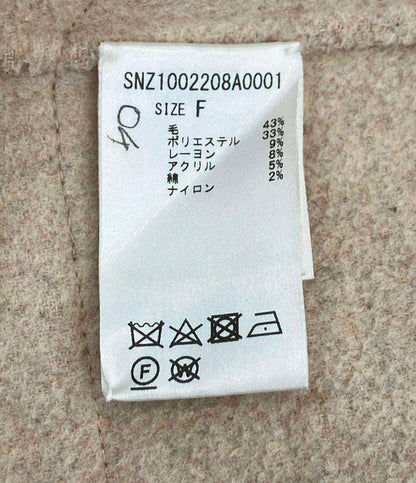 SNZ1002208A0001
SIZE F
04
毛 43%
ポリエステル 33%
レーヨン 9%
アクリル 8%
綿 5%
ナイロン 2%
F
W